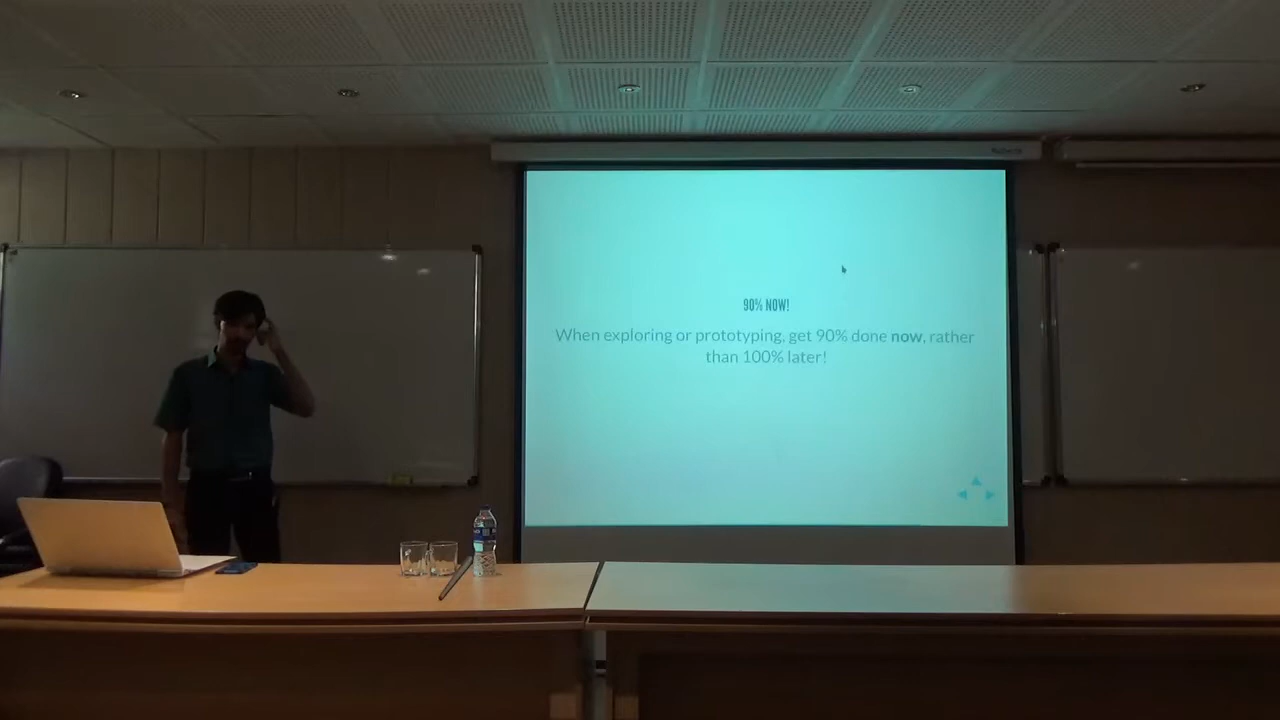 90% NOW!
When exploring or prototyping, get 90% done now, rather
than 100% later!